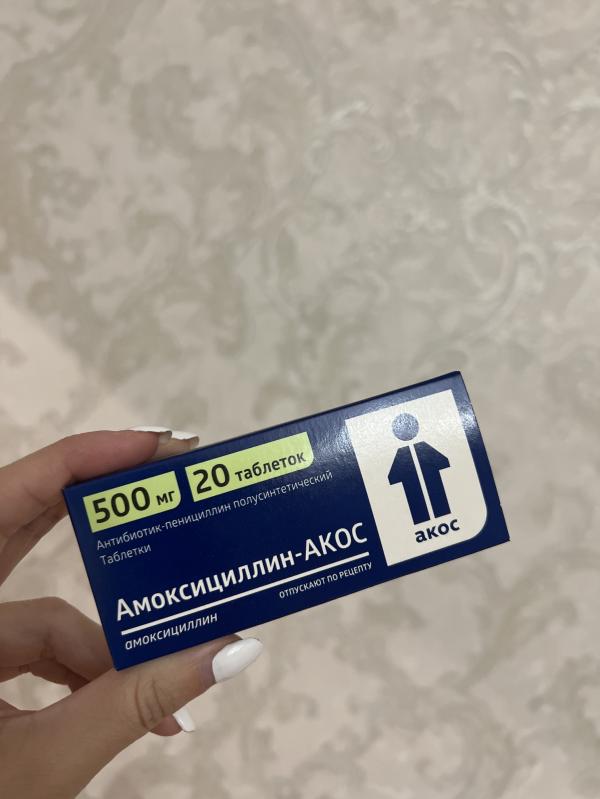 500 мг
20 таблеток
Антибиотик-пенициллин полусинтетический
Таблетки
Амоксициллин-АКОС
амоксициллин
ОТПУСКАЮТ ПО РЕЦЕПТУ
акос